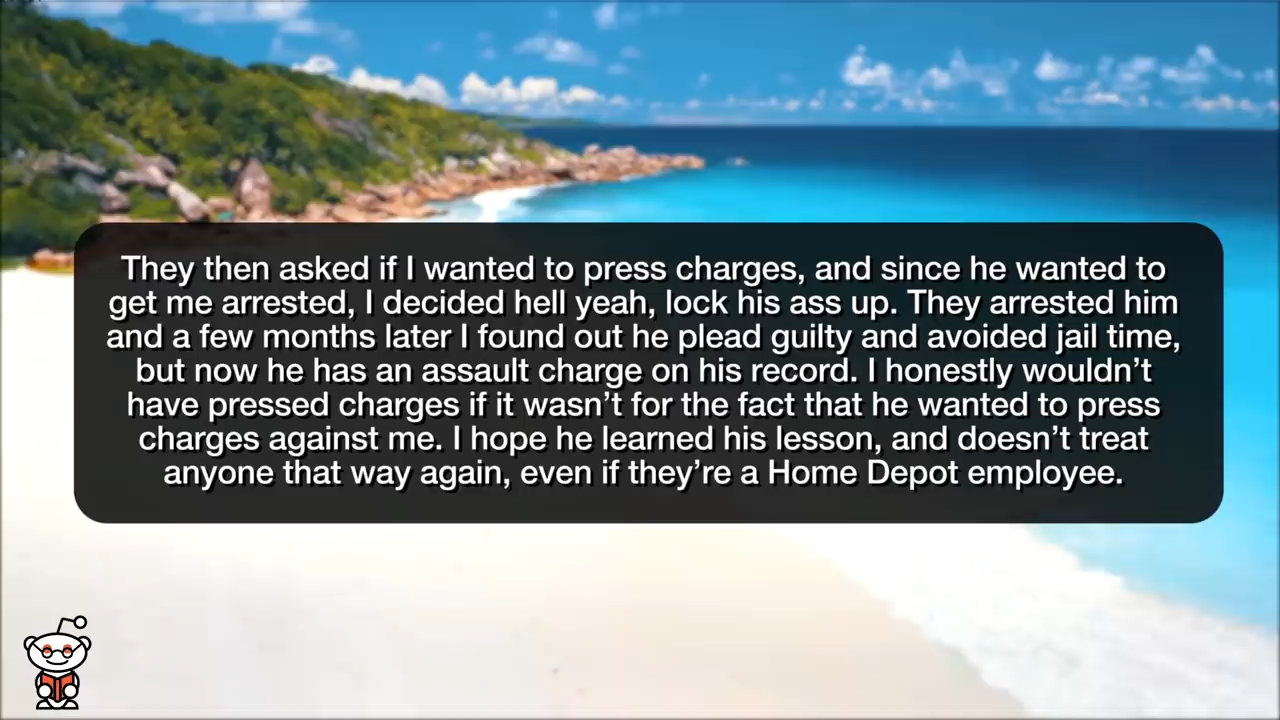 They then asked if I wanted to press charges, and since he wanted to
get me arrested, I decided hell yeah, lock his ass up. They arrested him
and a few months later I found out he plead guilty and avoided jail time,
but now he has an assault charge on his record. I honestly wouldn't
have pressed charges if it wasn't for the fact that he wanted to press
charges against me. I hope he learned his lesson, and doesn't treat
anyone that way again, even if they're a Home Depot employee.